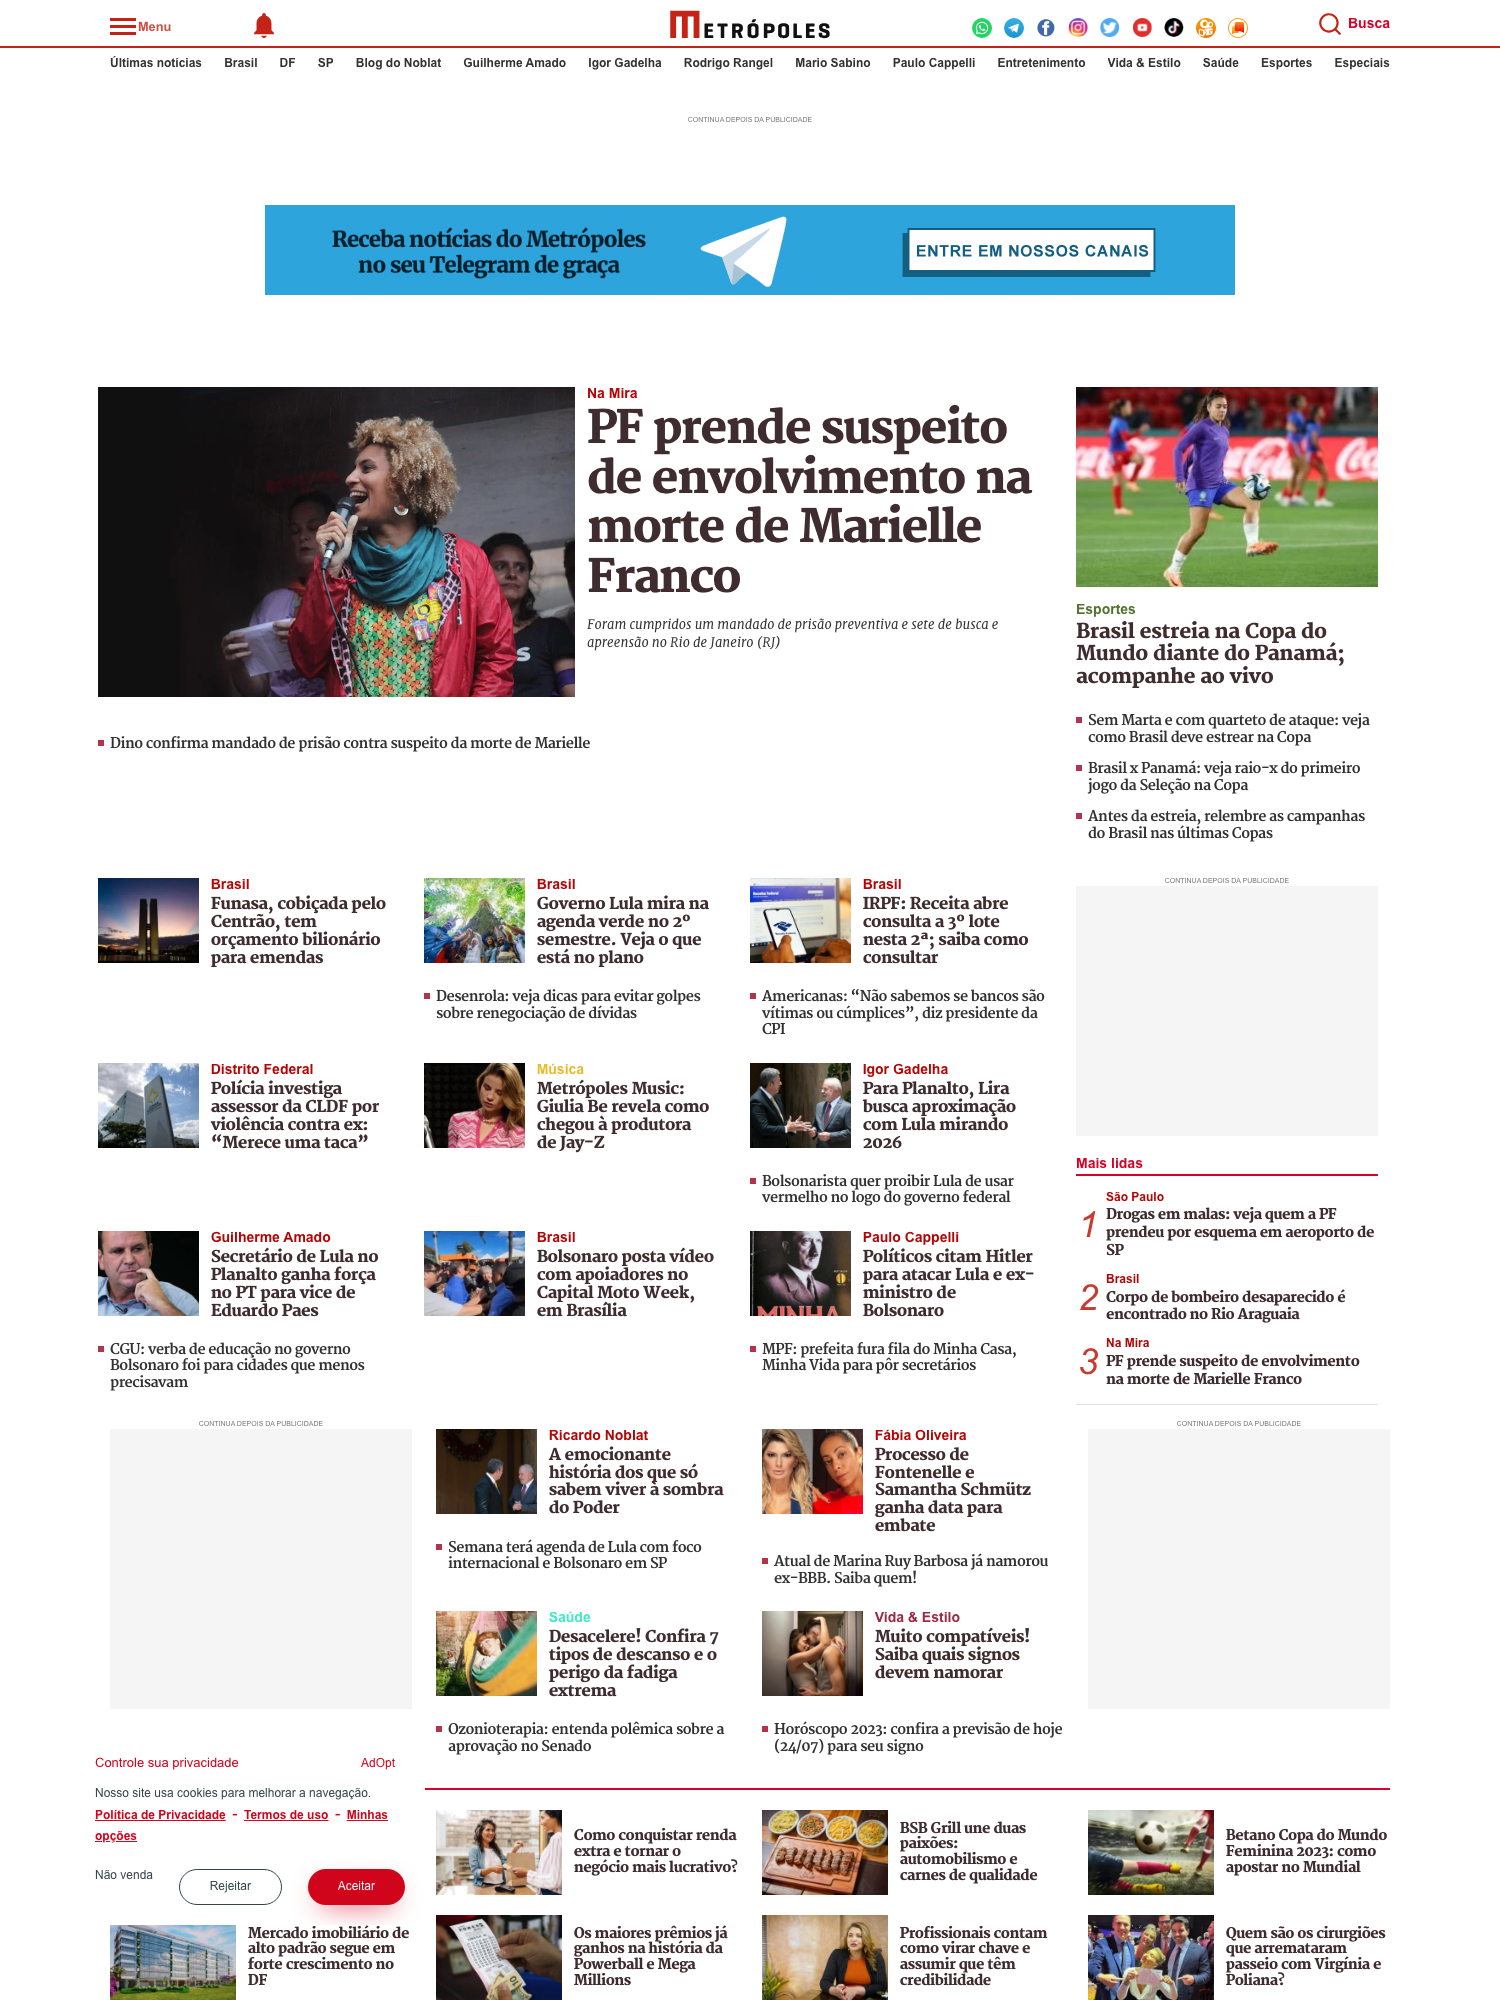 Menu
METRÓPOLES
Busca
Últimas notícias Brasil DF SP Blog do Noblat Guilherme Amado Igor Gadelha Rodrigo Rangel Mario Sabino Paulo Cappelli Entretenimento Vida & Estilo Saúde Esportes Especiais
CONTINUA DEPOIS DA PUBLICIDADE
Receba notícias do Metrópoles
no seu Telegram de graça
ENTRE EM NOSSOS CANAIS
Na Mira
PF prende suspeito
de envolvimento na
morte de Marielle
Franco
Foram cumpridos um mandado de prisão preventiva e sete de busca e
apreensão no Rio de Janeiro (RJ)
Dino confirma mandado de prisão contra suspeito da morte de Marielle
Esportes
Brasil estreia na Copa do
Mundo diante do Panamá;
acompanhe ao vivo
Sem Marta e com quarteto de ataque: veja
como Brasil deve estrear na Copa
Brasil x Panamá: veja raio-x do primeiro
jogo da Seleção na Copa
Antes da estreia, relembre as campanhas
do Brasil nas últimas Copas
Brasil
Funasa, cobiçada pelo
Centrão, tem
orçamento bilionário
para emendas
Brasil
Governo Lula mira na
agenda verde no 2º
semestre. Veja o que
está no plano
Desenrola: veja dicas para evitar golpes
sobre renegociação de dívidas
Brasil
IRPF: Receita abre
consulta a 3º lote
nesta 2ª; saiba como
consultar
Americanas: “Não sabemos se bancos são
vítimas ou cúmplices”, diz presidente da
CPI
CONTINUA DEPOIS DA PUBLICIDADE
Distrito Federal
Polícia investiga
assessor da CLDF por
violência contra ex:
“Merece uma taca”
Música
Metrópoles Music:
Giulia Be revela como
chegou à produtora
de Jay-Z
Igor Gadelha
Para Planalto, Lira
busca aproximação
com Lula mirando
2026
Bolsonarista quer proibir Lula de usar
vermelho no logo do governo federal
Guilherme Amado
Secretário de Lula no
Planalto ganha força
no PT para vice de
Eduardo Paes
CGU: verba de educação no governo
Bolsonaro foi para cidades que menos
precisavam
Brasil
Bolsonaro posta vídeo
com apoiadores no
Capital Moto Week,
em Brasília
MINHA
Paulo Cappelli
Políticos citam Hitler
para atacar Lula e ex-
ministro de
Bolsonaro
MPF: prefeita fura fila do Minha Casa,
Minha Vida para pôr secretários
Mais lidas
1
São Paulo
Drogas em malas: veja quem a PF
prendeu por esquema em aeroporto de
SP
2
Brasil
Corpo de bombeiro desaparecido é
encontrado no Rio Araguaia
3
Na Mira
PF prende suspeito de envolvimento
na morte de Marielle Franco
CONTINUA DEPOIS DA PUBLICIDADE
Ricardo Noblat
A emocionante
história dos que só
sabem viver à sombra
do Poder
Semana terá agenda de Lula com foco
internacional e Bolsonaro em SP
Fábia Oliveira
Processo de
Fontenelle e
Samantha Schmütz
ganha data para
embate
Atual de Marina Ruy Barbosa já namorou
ex-BBB. Saiba quem!
CONTINUA DEPOIS DA PUBLICIDADE
Saúde
Desacelere! Confira 7
tipos de descanso e o
perigo da fadiga
extrema
Ozonioterapia: entenda polêmica sobre a
aprovação no Senado
Vida & Estilo
Muito compatíveis!
Saiba quais signos
devem namorar
Horóscopo 2023: confira a previsão de hoje
(24/07) para seu signo
Controle sua privacidade
AdOpt
Nosso site usa cookies para melhorar a navegação.
Política de Privacidade - Termos de uso - Minhas
opções
Não venda
Rejeitar
Aceitar
Como conquistar renda
extra e tornar o
negócio mais lucrativo?
BSB Grill une duas
paixões:
automobilismo e
carnes de qualidade
Betano Copa do Mundo
Feminina 2023: como
apostar no Mundial
Mercado imobiliário de
alto padrão segue em
forte crescimento no
DF
Os maiores prêmios já
ganhos na história da
Powerball e Mega
Millions
Profissionais contam
como virar chave e
assumir que têm
credibilidade
Quem são os cirurgiões
que arremataram
passeio com Virgínia e
Poliana?